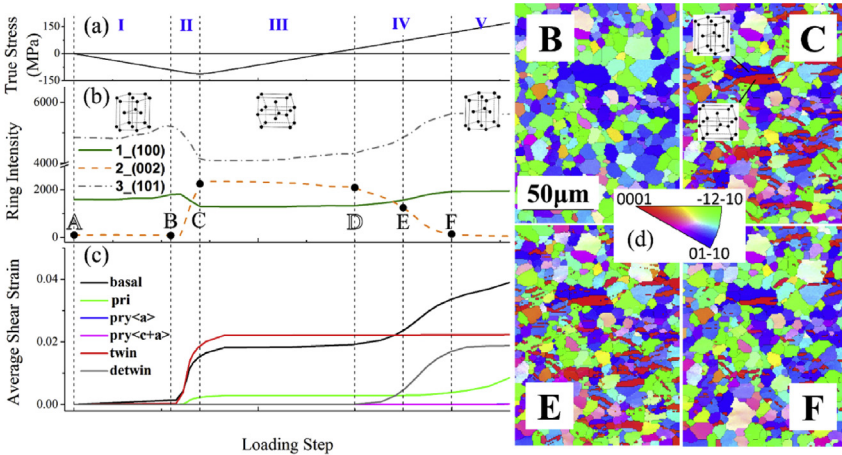 I II III IV V
(a)
True Stress
(MPa)
150
0
-150
(b)
Ring Intensity
6000
4000
2000
0
1_(100)
2_(002)
3_(101)
A B C D E F
(c)
Average Shear Strain
0.04
0.02
0.00
basal
pri
pry<a>
pry<c+a>
twin
detwin
Loading Step
B
C
50μm
0001 -12-10
(d)
01-10
E
F